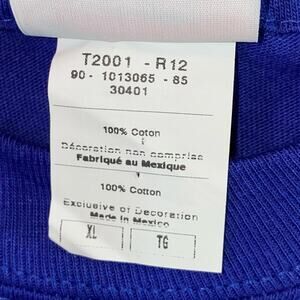 T2001 - R12
90 - 1013065 - 85
30401
100% Coton
Décoration non comprise
Fabriqué au Mexique
100% Cotton
Exclusive of Decoration
Made in Mexico
XL
TG